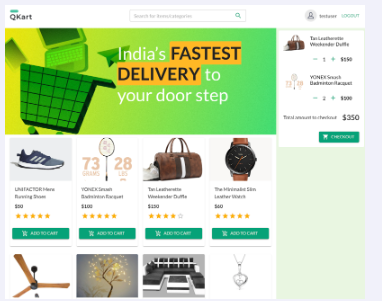 QKart
Search for items/categories
testuser
LOGOUT
India's FASTEST
DELIVERY to
your door step
Tan Leatherette
Weekender Duffle
− 1 + $150
YONEX Smash
Badminton Racquet
− 2 + $100
Total amount to checkout $350
CHECKOUT
73
GRAMS
28
LBS
UNIFACTOR Mens
Running Shoes
$50
ADD TO CART
YONEX Smash
Badminton Racquet
$100
ADD TO CART
Tan Leatherette
Weekender Duffle
$150
ADD TO CART
The Minimalist Slim
Leather Watch
$60
ADD TO CART